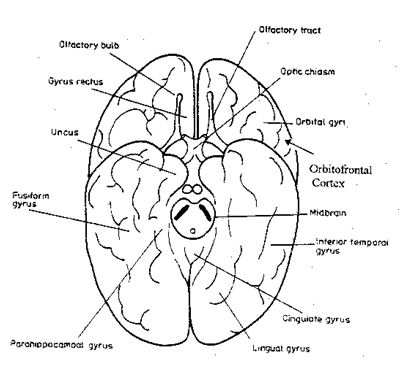 Olfactory tract
Olfactory bulb
Optic chiasm
Gyrus rectus
Orbital gyri
Uncus
Orbitofrontal
Cortex
Fusiform
gyrus
Midbrain
Inferior temporal
gyrus
Cingulate gyrus
Parahippocampal gyrus
Lingual gyrus